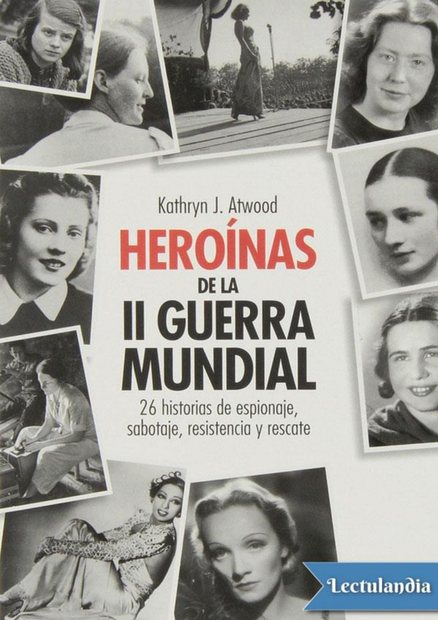 Kathryn J. Atwood
HEROÍNAS
DE LA
II GUERRA
MUNDIAL
26 historias de espionaje,
sabotaje, resistencia y rescate
Lectulandia